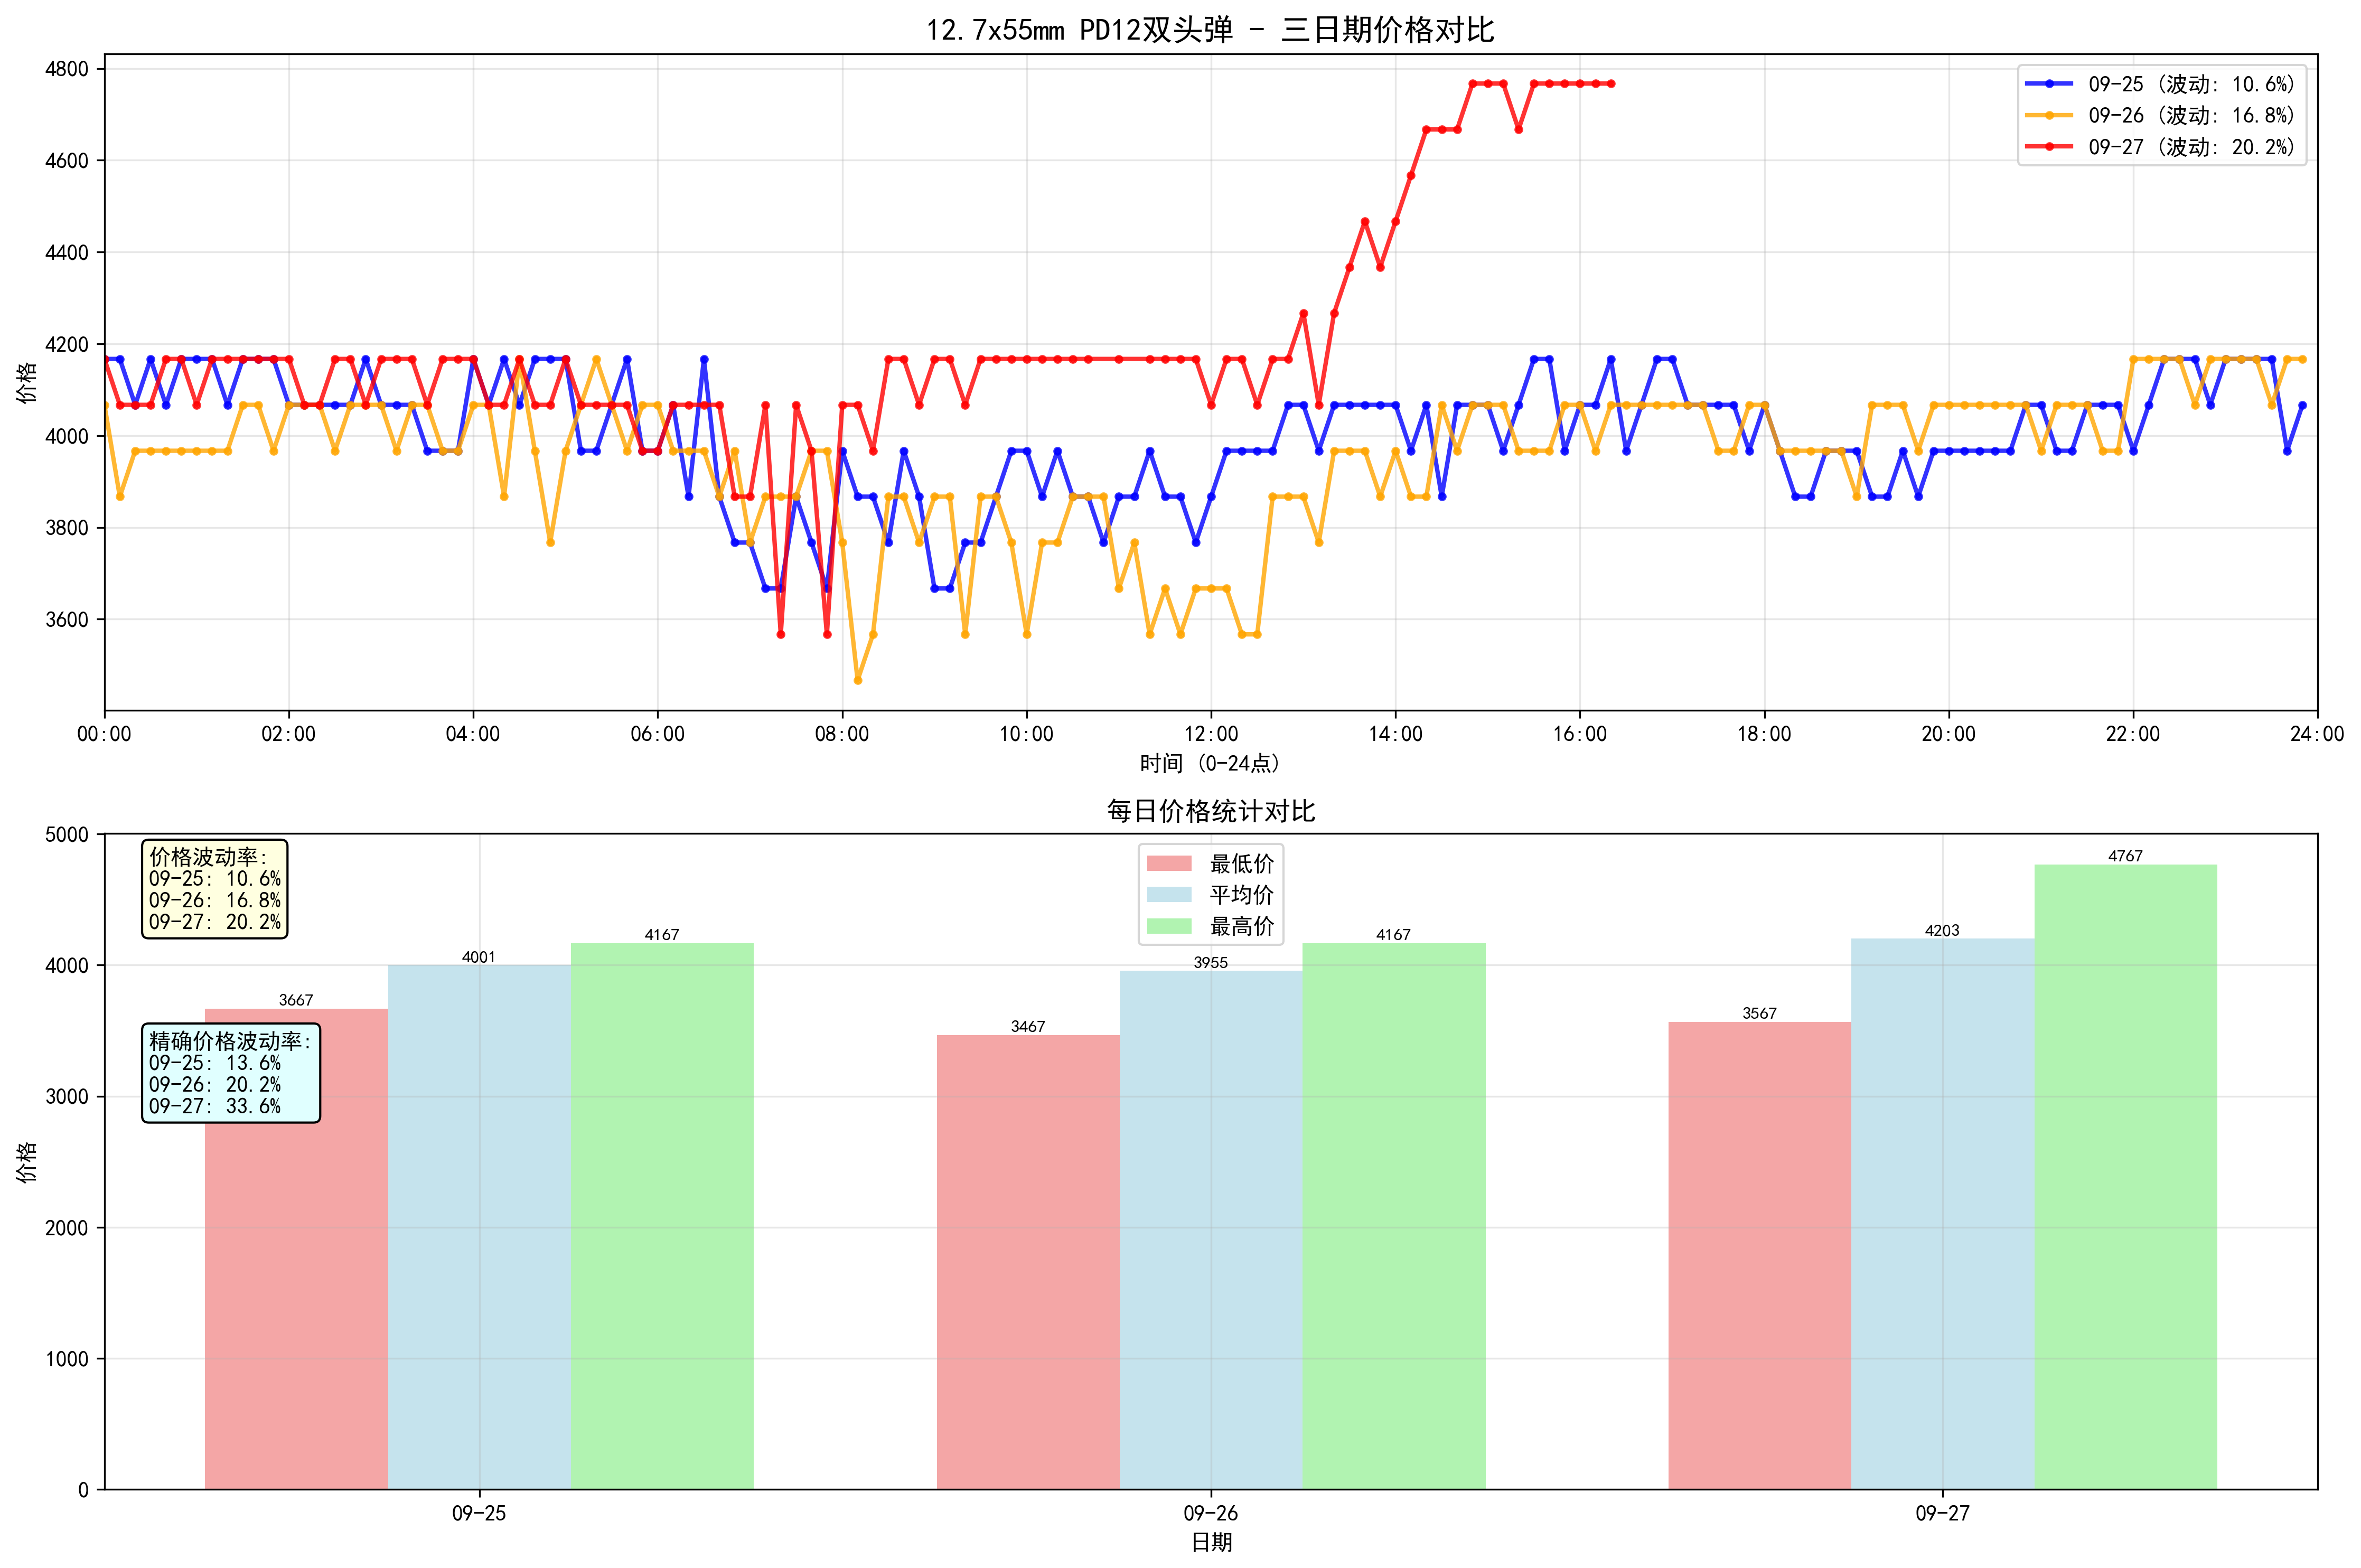 12.7x55mm PD12双头弹 - 三日期价格对比
4800
4600
4400
4200
4000
3800
3600
价格
09-25 (波动: 10.6%)
09-26 (波动: 16.8%)
09-27 (波动: 20.2%)
00:00 02:00 04:00 06:00 08:00 10:00 12:00 14:00 16:00 18:00 20:00 22:00 24:00
时间 (0-24点)
每日价格统计对比
5000
4000
3000
2000
1000
0
价格
价格波动率:
09-25: 10.6%
09-26: 16.8%
09-27: 20.2%
精确价格波动率:
09-25: 13.6%
09-26: 20.2%
09-27: 33.6%
最低价
平均价
最高价
3667 4001 4167 3467 3955 4167 3567 4203 4767
09-25 09-26 09-27
日期